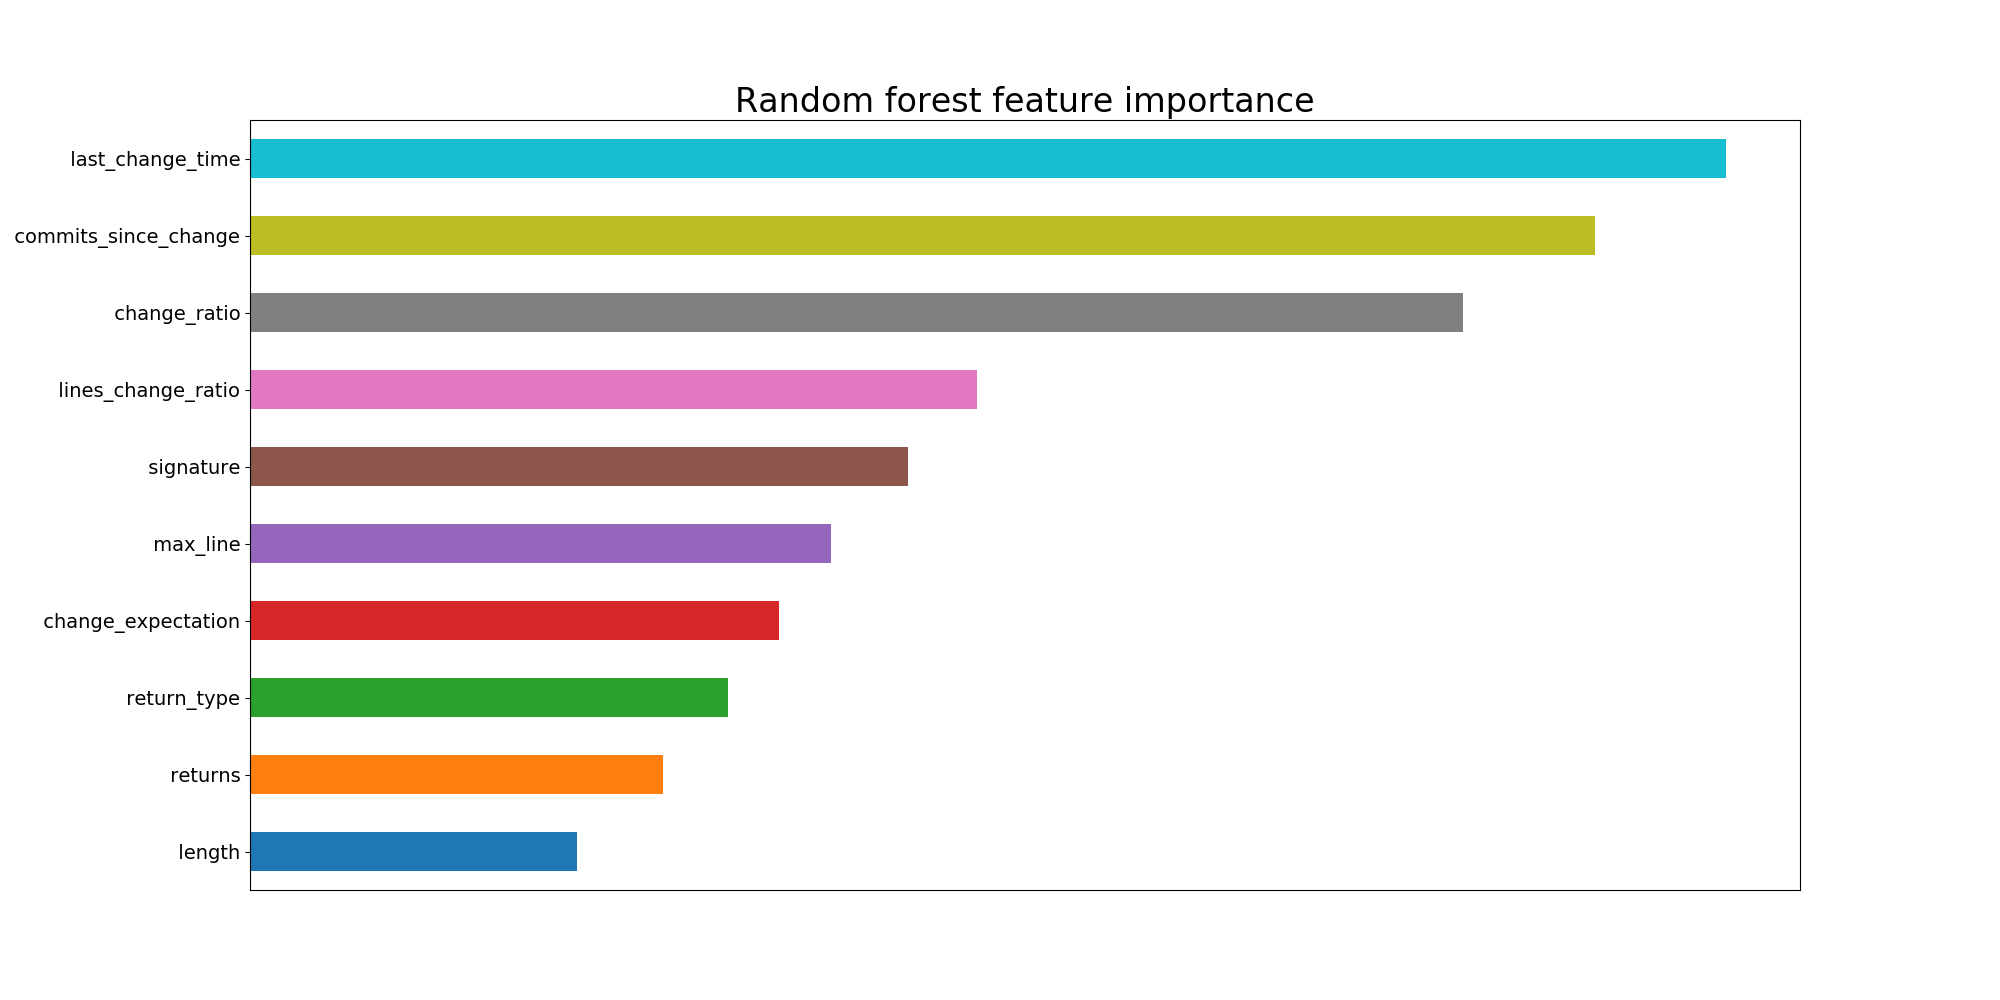 Random forest feature importance
last_change_time
commits_since_change
change_ratio
lines_change_ratio
signature
max_line
change_expectation
return_type
returns
length